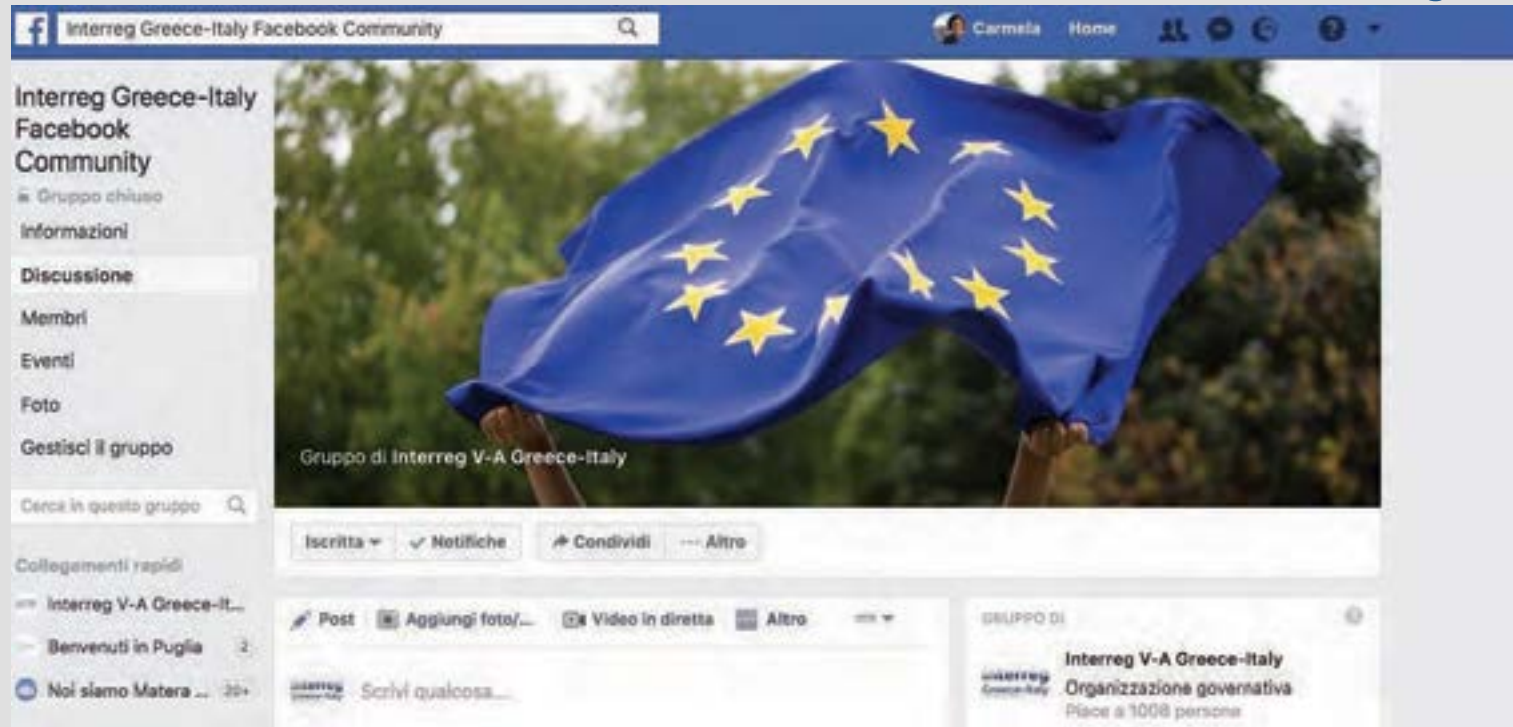 Interreg Greece-Italy Facebook Community
Carmela Home
Interreg Greece-Italy
Facebook
Community
Gruppo chiuso
Informazioni
Discussione
Membri
Eventi
Foto
Gestisci il gruppo
Cerca in questo gruppo
Collegamenti rapidi
Interreg V-A Greece-It...
Benvenuti in Puglia 2
Noi siamo Matera ... 20+
Gruppo di Interreg V-A Greece-Italy
Iscritta Notifiche Condividi Altro
Post Aggiungi foto/... Video in diretta Altro
Scrivi qualcosa...
GRUPPO DI
Interreg V-A Greece-Italy
Organizzazione governativa
Piace a 1008 persone
Interreg
Greece-Italy